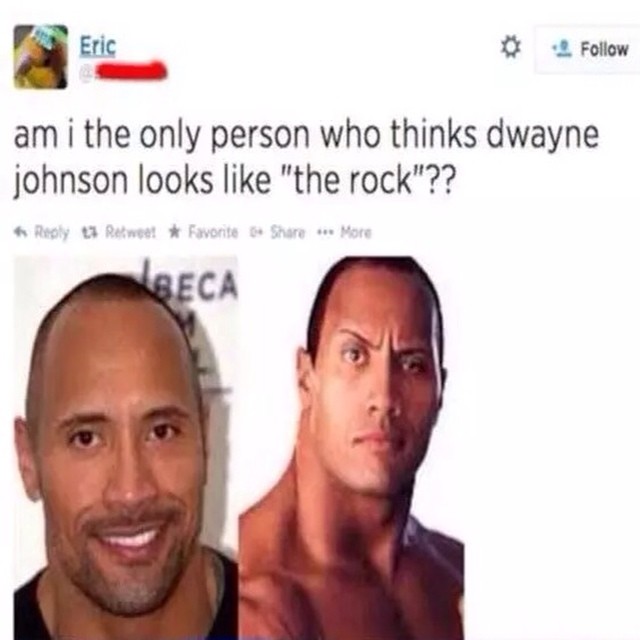 Eric
@
Follow
am i the only person who thinks dwayne
johnson looks like "the rock"??
Reply Retweet Favorite Share More
BECA